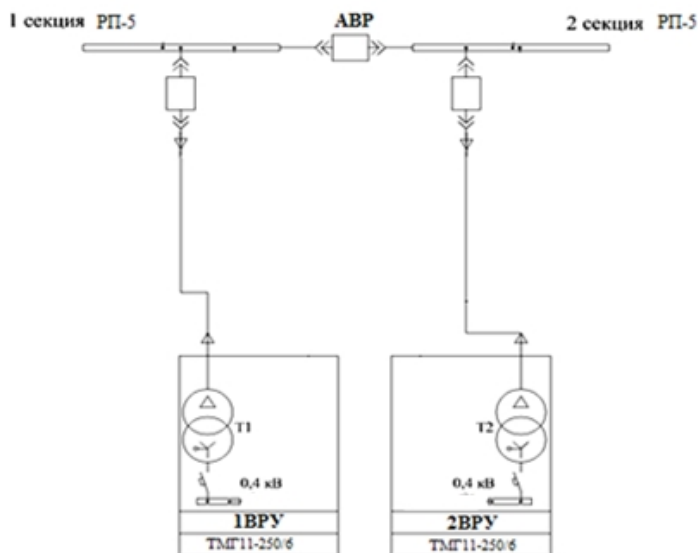 1 секция РП-5
АВР
2 секция РП-5
Т1
Т2
0,4 кВ
0,4 кВ
1ВРУ
2ВРУ
ТМГ11-250/6
ТМГ11-250/6